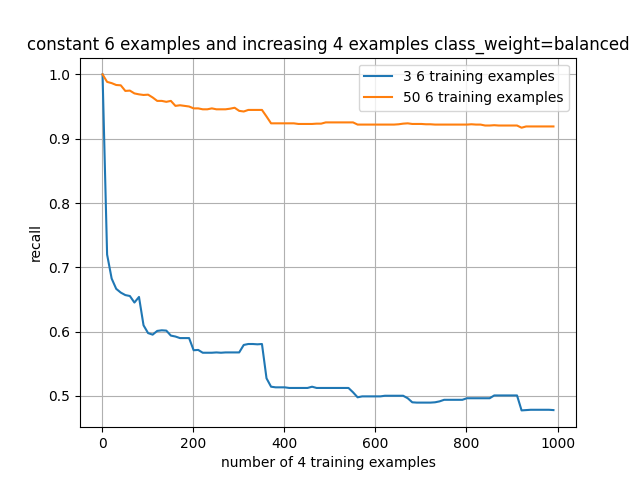 constant 6 examples and increasing 4 examples class_weight=balanced
3 6 training examples
50 6 training examples
1.0
0.9
0.8
0.7
0.6
0.5
recall
0 200 400 600 800 1000
number of 4 training examples